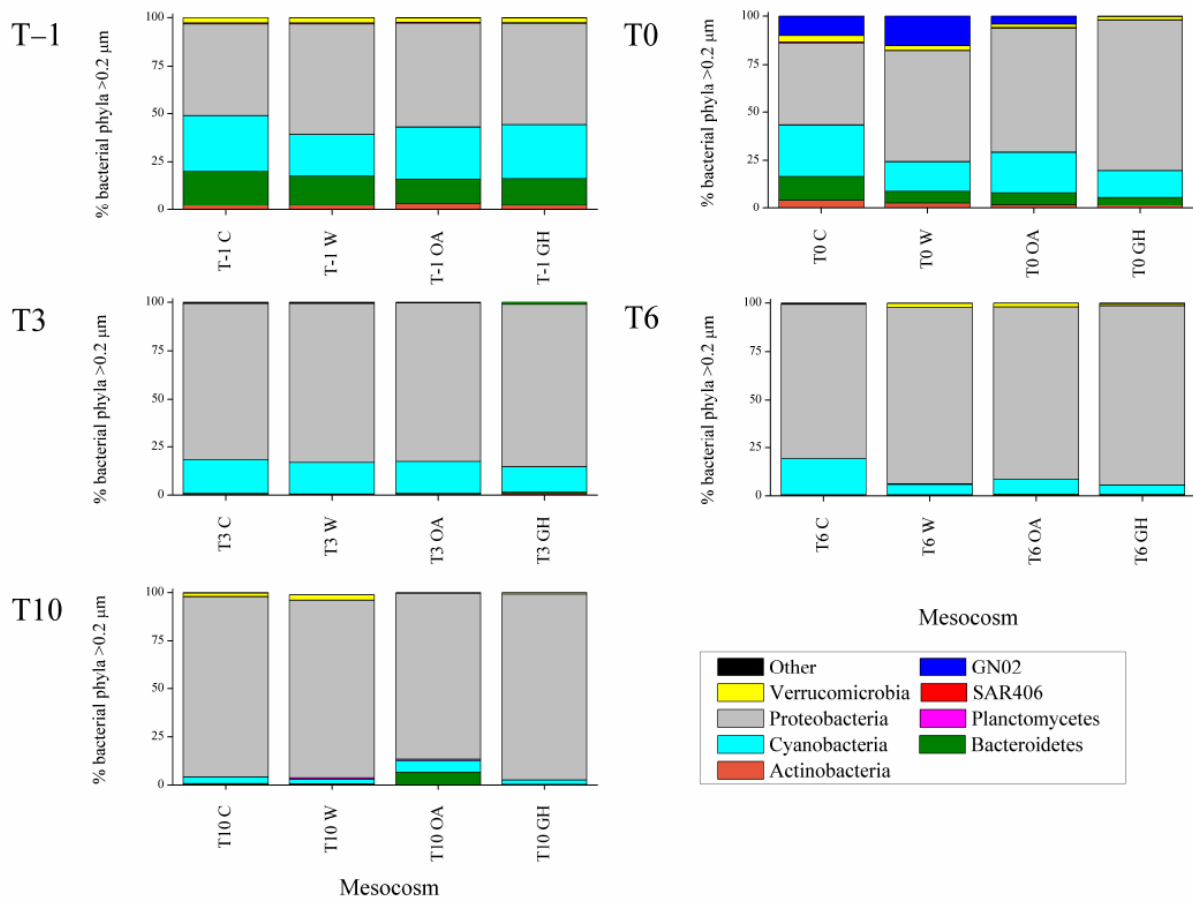 T–1
% bacterial phyla >0.2 μm
100
75
50
25
0
T-1 C
T-1 W
T-1 OA
T-1 GH
T0
% bacterial phyla >0.2 μm
100
75
50
25
0
T0 C
T0 W
T0 OA
T0 GH
T3
% bacterial phyla >0.2 μm
100
75
50
25
0
T3 C
T3 W
T3 OA
T3 GH
T6
% bacterial phyla >0.2 μm
100
75
50
25
0
T6 C
T6 W
T6 OA
T6 GH
T10
% bacterial phyla >0.2 μm
100
75
50
25
0
T10 C
T10 W
T10 OA
T10 GH
Mesocosm
Mesocosm
Other
Verrucomicrobia
Proteobacteria
Cyanobacteria
Actinobacteria
GN02
SAR406
Planctomycetes
Bacteroidetes